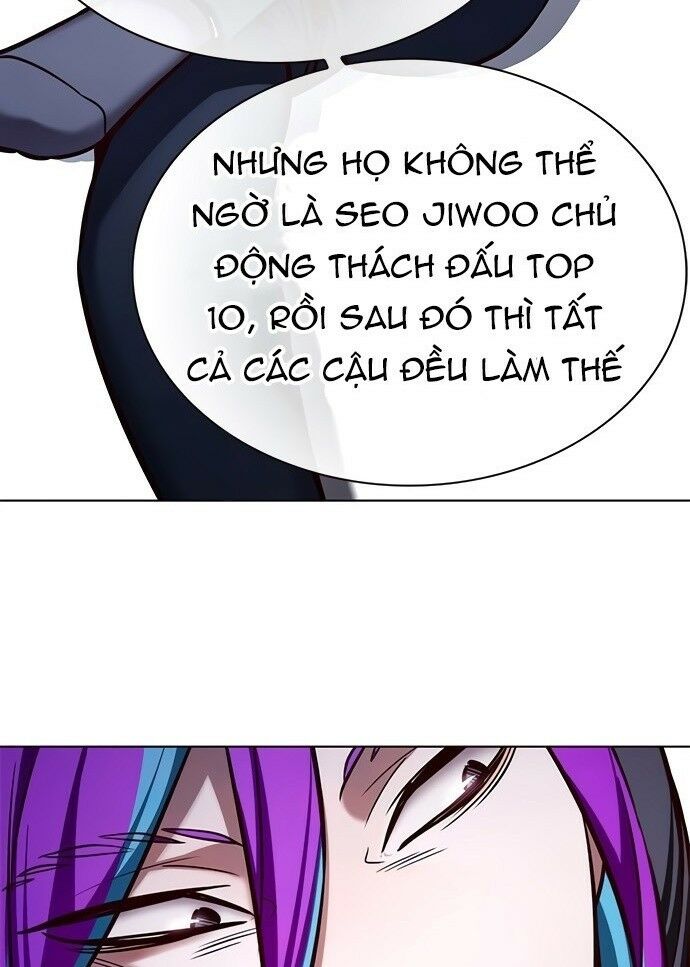 NHƯNG HỌ KHÔNG THỂ
NGỜ LÀ SEO JIWOO CHỦ
ĐỘNG THÁCH ĐẤU TOP
10, RỒI SAU ĐÓ THÌ TẤT
CẢ CÁC CẬU ĐỀU LÀM THẾ